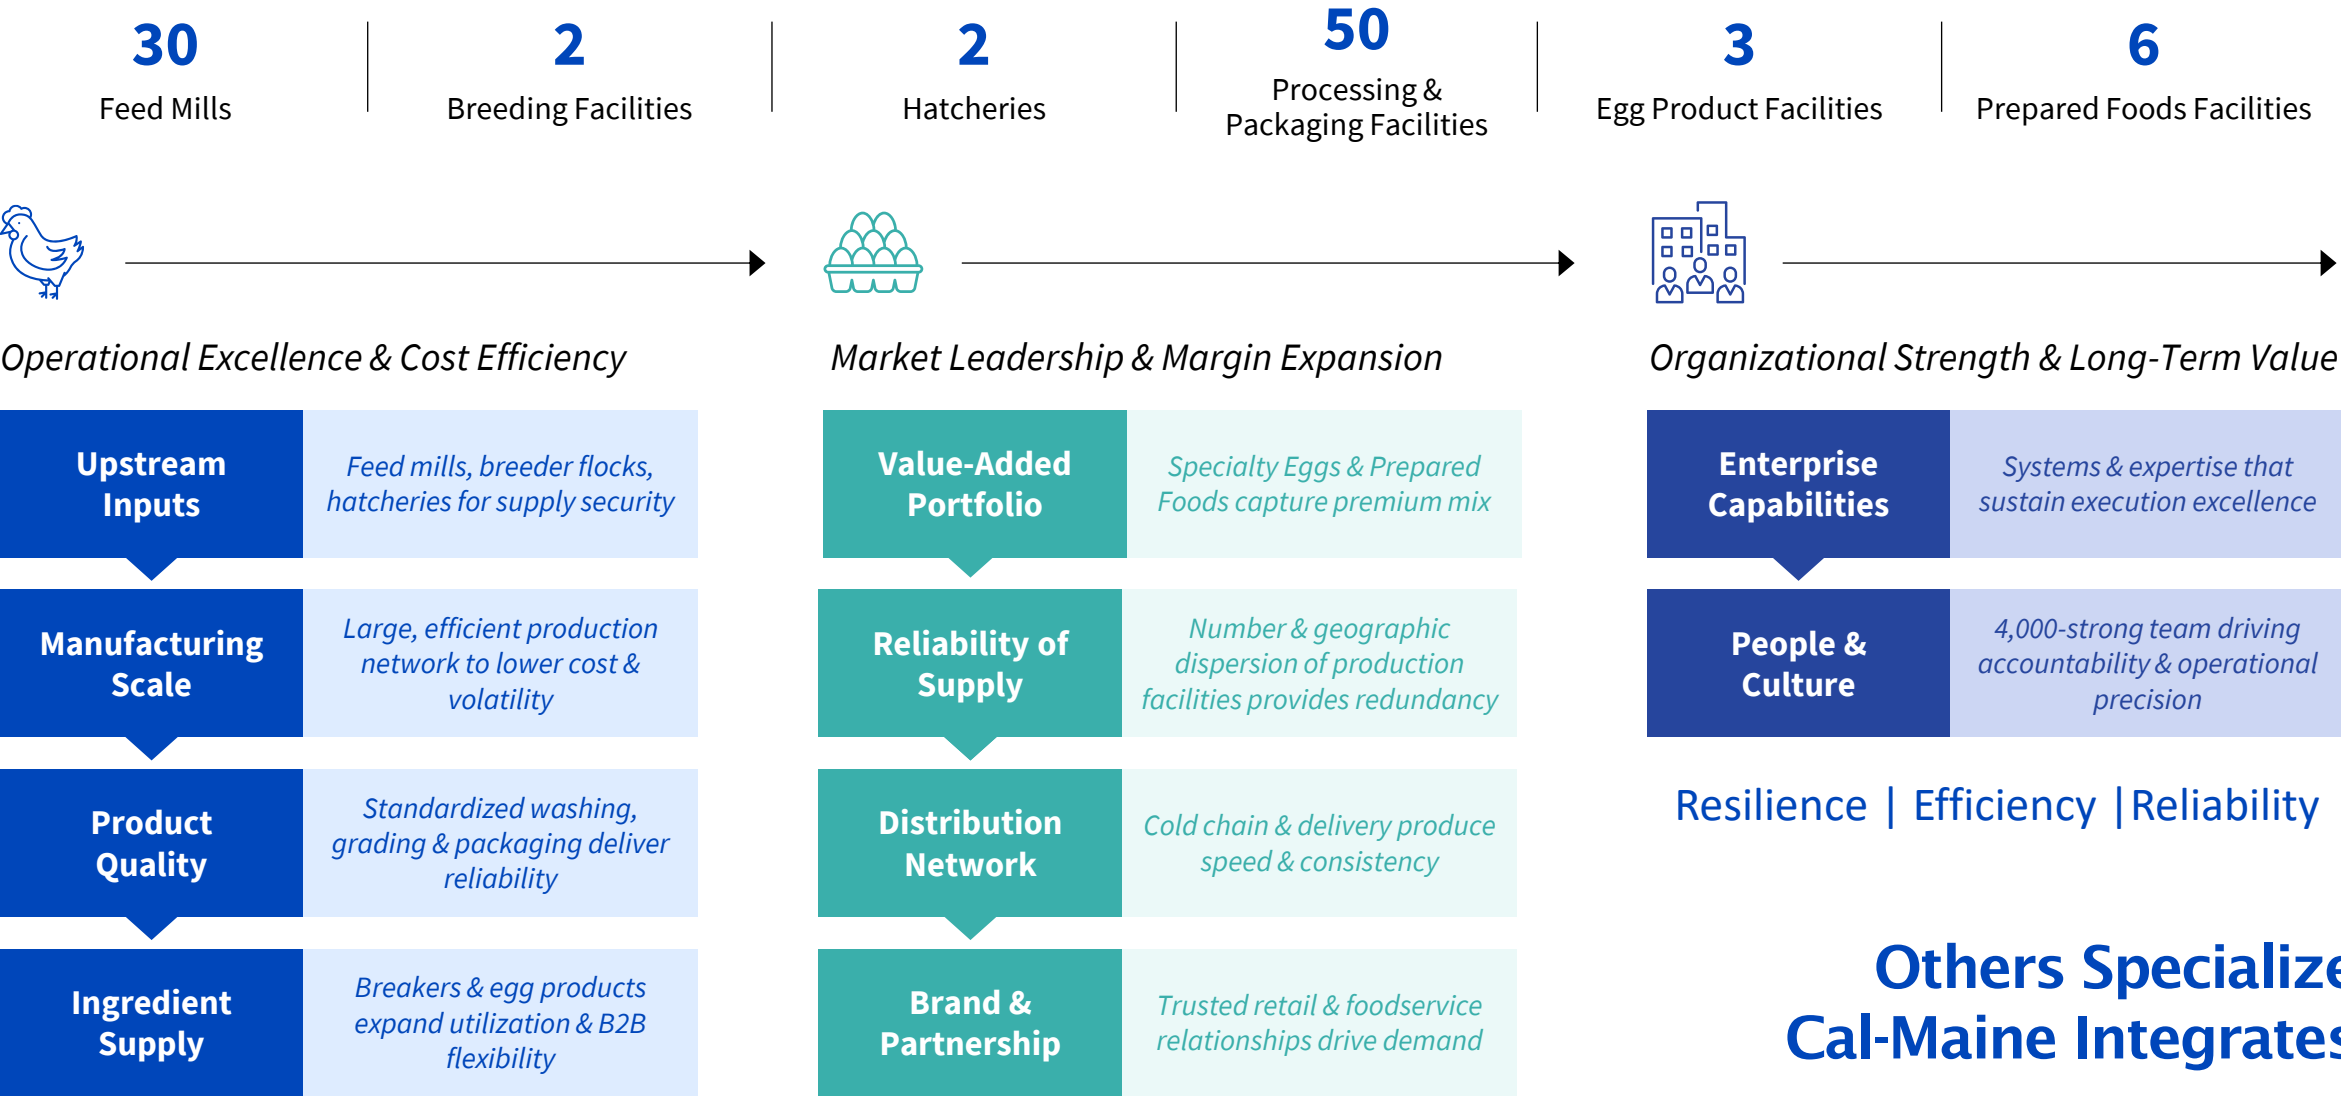 30
Feed Mills
2
Breeding Facilities
2
Hatcheries
50
Processing &
Packaging Facilities
3
Egg Product Facilities
6
Prepared Foods Facilities
Operational Excellence & Cost Efficiency
Upstream
Inputs
Feed mills, breeder flocks,
hatcheries for supply security
Manufacturing
Scale
Large, efficient production
network to lower cost &
volatility
Product
Quality
Standardized washing,
grading & packaging deliver
reliability
Ingredient
Supply
Breakers & egg products
expand utilization & B2B
flexibility
Market Leadership & Margin Expansion
Value-Added
Portfolio
Specialty Eggs & Prepared
Foods capture premium mix
Reliability of
Supply
Number & geographic
dispersion of production
facilities provides redundancy
Distribution
Network
Cold chain & delivery produce
speed & consistency
Brand &
Partnership
Trusted retail & foodservice
relationships drive demand
Organizational Strength & Long-Term Value
Enterprise
Capabilities
Systems & expertise that
sustain execution excellence
People &
Culture
4,000-strong team driving
accountability & operational
precision
Resilience | Efficiency |Reliability
Others Specialize
Cal-Maine Integrates